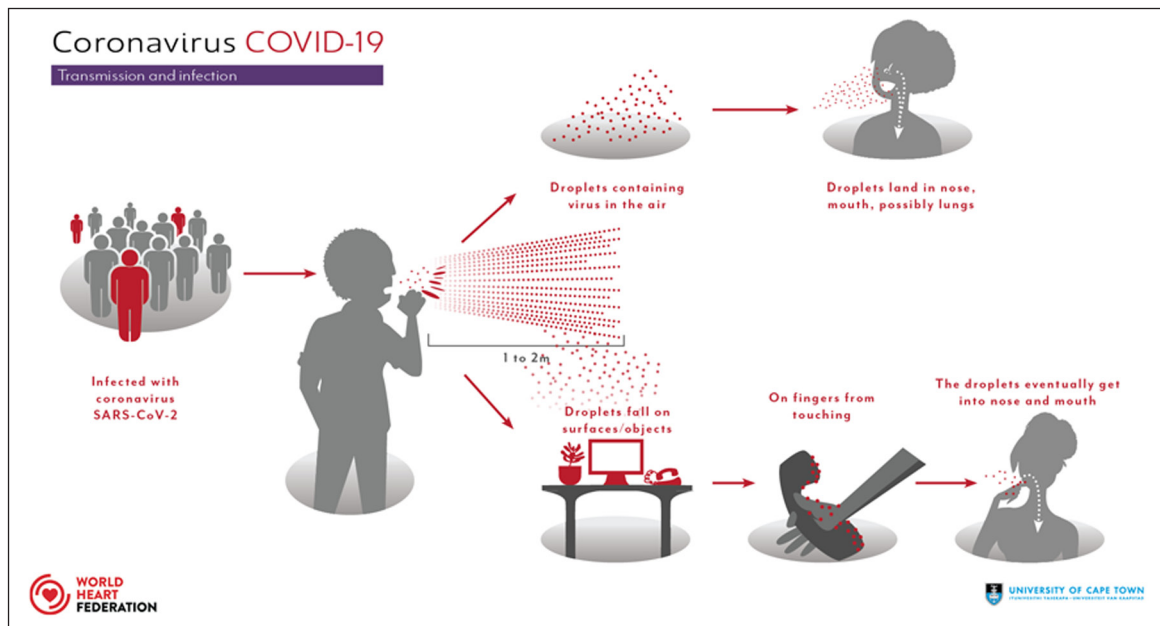 Coronavirus COVID-19
Transmission and infection
Droplets containing
virus in the air
Droplets land in nose,
mouth, possibly lungs
1 to 2m
Infected with
coronavirus
SARS-CoV-2
Droplets fall on
surfaces/objects
On fingers from
touching
The droplets eventually get
into nose and mouth
WORLD
HEART
FEDERATION
UNIVERSITY OF CAPE TOWN